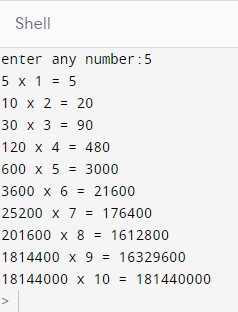 Shell
enter any number:5
5 x 1 = 5
10 x 2 = 20
30 x 3 = 90
120 x 4 = 480
600 x 5 = 3000
3600 x 6 = 21600
25200 x 7 = 176400
201600 x 8 = 1612800
1814400 x 9 = 16329600
18144000 x 10 = 181440000
>